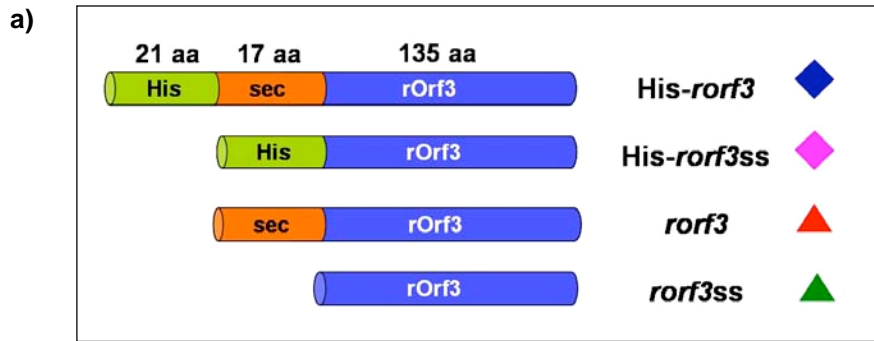 a)
21 aa 17 aa 135 aa
His sec rOrf3 His-rorf3
His rOrf3 His-rorf3ss
sec rOrf3 rorf3
rOrf3 rorf3ss